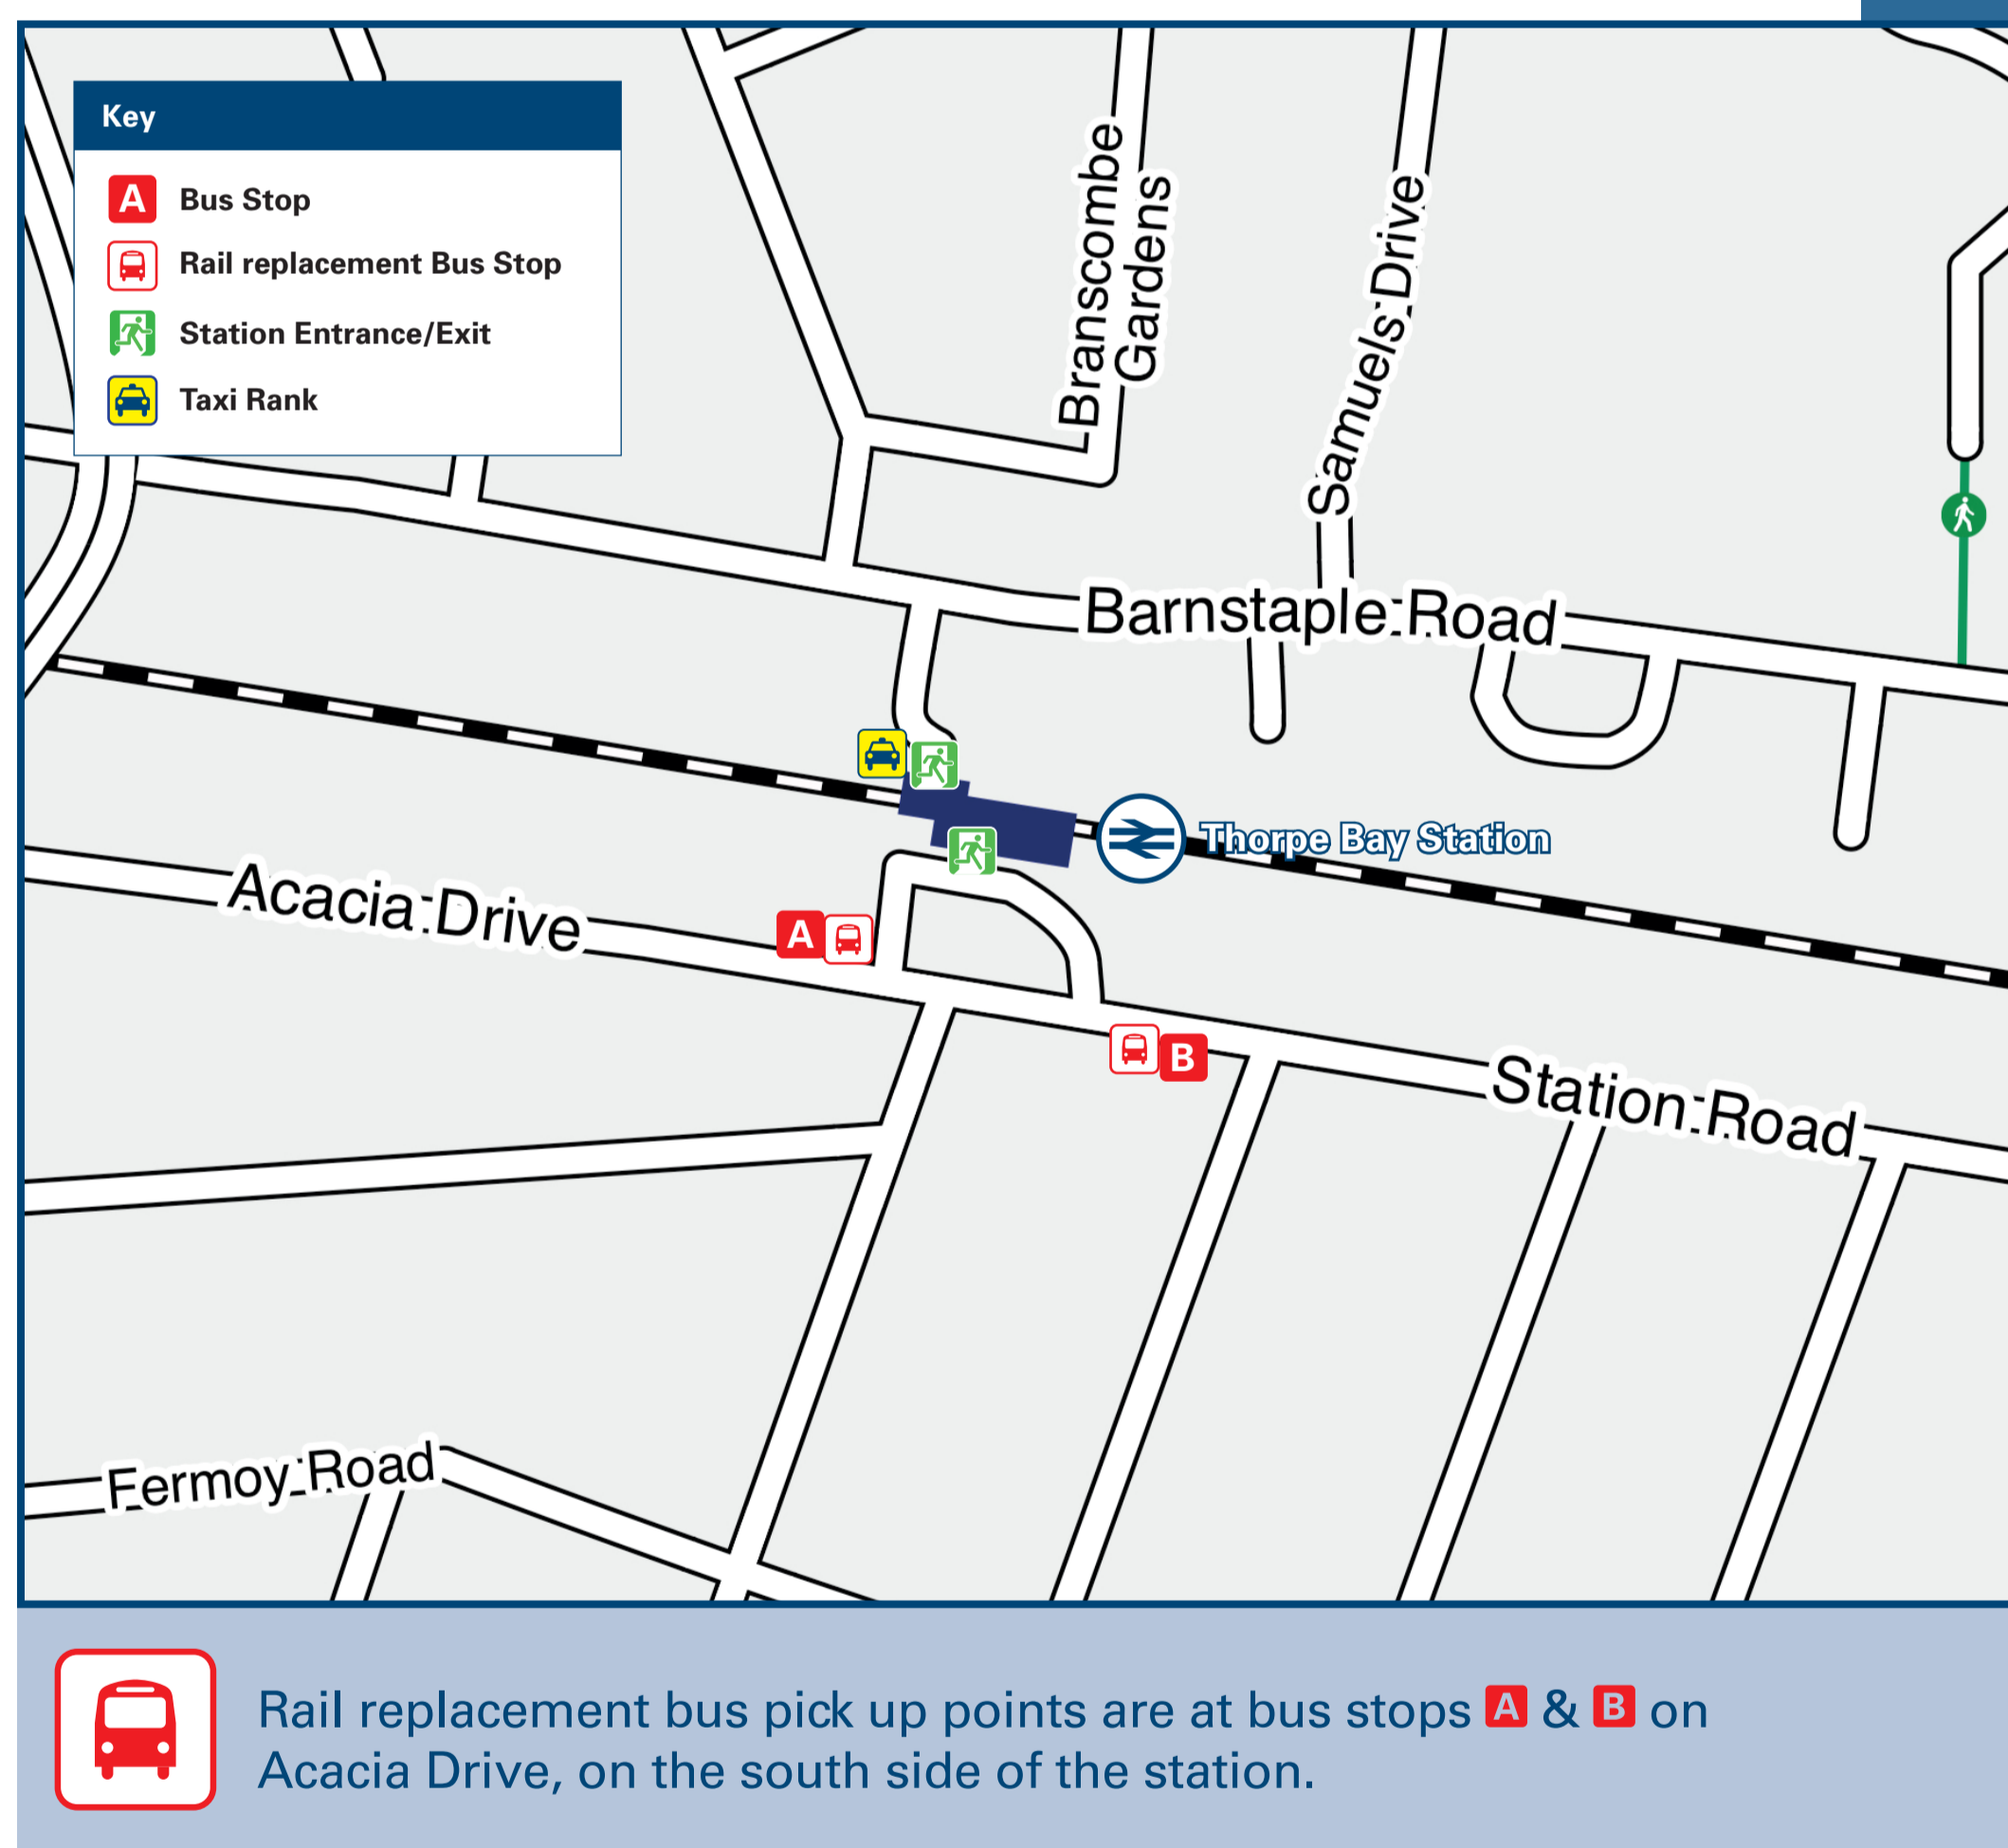 Key
A Bus Stop
Rail replacement Bus Stop
Station Entrance/Exit
Taxi Rank
Branscombe
Gardens
Samuels Drive
Barnstaple Road
Thorpe Bay Station
Acacia Drive
A
B
Station Road
Fermoy Road
Rail replacement bus pick up points are at bus stops A & B on
Acacia Drive, on the south side of the station.